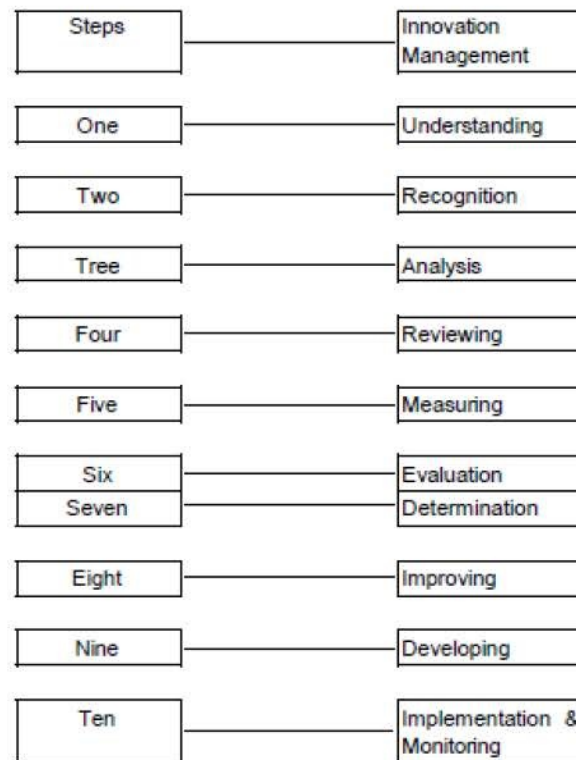 Steps Innovation
Management
One Understanding
Two Recognition
Tree Analysis
Four Reviewing
Five Measuring
Six Evaluation
Seven Determination
Eight Improving
Nine Developing
Ten Implementation &
Monitoring